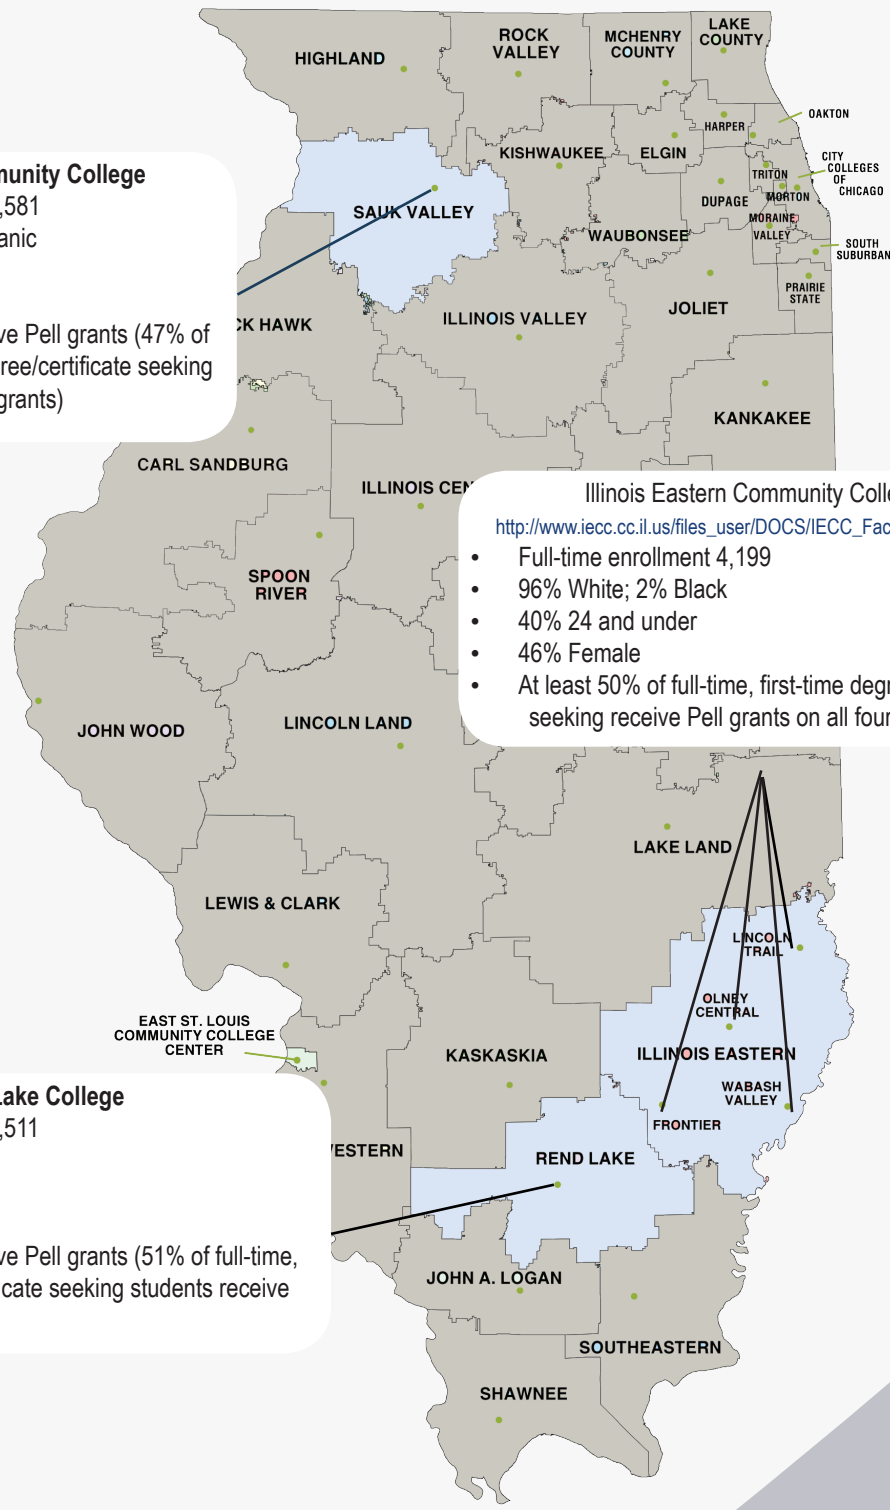 LAKE
COUNTY
ROCK
VALLEY
MCHENRY
COUNTY
HIGHLAND
OAKTON
HARPER
KISHWAUKEE
ELGIN
CITY
COLLEGES
OF
CHICAGO
TRITON
MORTON
DUPAGE
MORAINE
VALLEY
SAUK VALLEY
WAUBONSEE
SOUTH
SUBURBAN
PRAIRIE
STATE
JOLIET
munity College
,581
anic
ve Pell grants (47% of
ree/certificate seeking
grants)
CK HAWK
ILLINOIS VALLEY
KANKAKEE
CARL SANDBURG
ILLINOIS CEN
Illinois Eastern Community Colle
http://www.iecc.cc.il.us/files_user/DOCS/IECC_Fac
• Full-time enrollment 4,199
• 96% White; 2% Black
• 40% 24 and under
• 46% Female
• At least 50% of full-time, first-time degr
seeking receive Pell grants on all four
SPOON
RIVER
JOHN WOOD
LINCOLN LAND
LAKE LAND
LEWIS & CLARK
LINCOLN
TRAIL
OLNEY
CENTRAL
EAST ST. LOUIS
COMMUNITY COLLEGE
CENTER
KASKASKIA
ILLINOIS EASTERN
WABASH
VALLEY
FRONTIER
Lake College
,511
ve Pell grants (51% of full-time,
cate seeking students receive
WESTERN
REND LAKE
JOHN A. LOGAN
SOUTHEASTERN
SHAWNEE